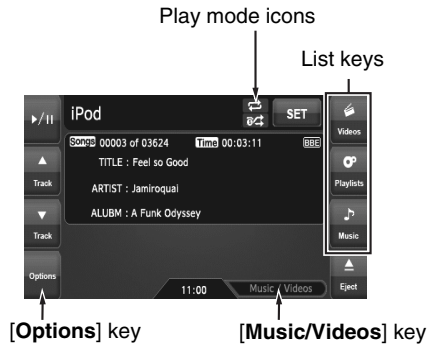 Play mode icons
List keys
iPod
SET
Videos
Songs 00003 of 03624 Time 00:03:11 BBE
TITLE : Feel so Good
Track
Playlists
ARTIST : Jamiroquai
ALUBM : A Funk Odyssey
Track
Music
Options
11:00
Music / Videos
Eject
[Options] key
[Music/Videos] key